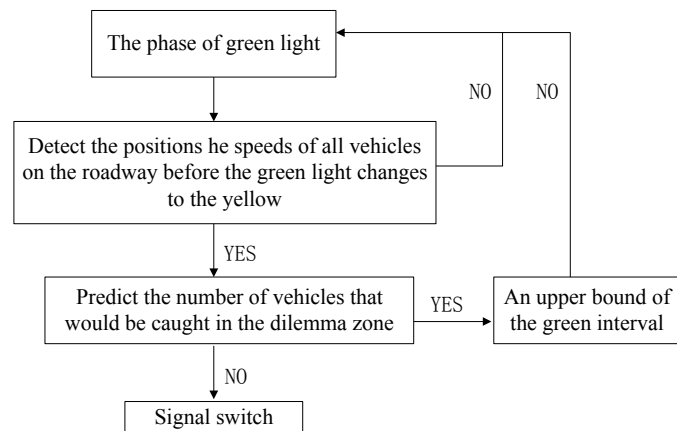 The phase of green light
NO
NO
Detect the positions he speeds of all vehicles
on the roadway before the green light changes
to the yellow
YES
Predict the number of vehicles that
would be caught in the dilemma zone
YES
An upper bound of
the green interval
NO
Signal switch